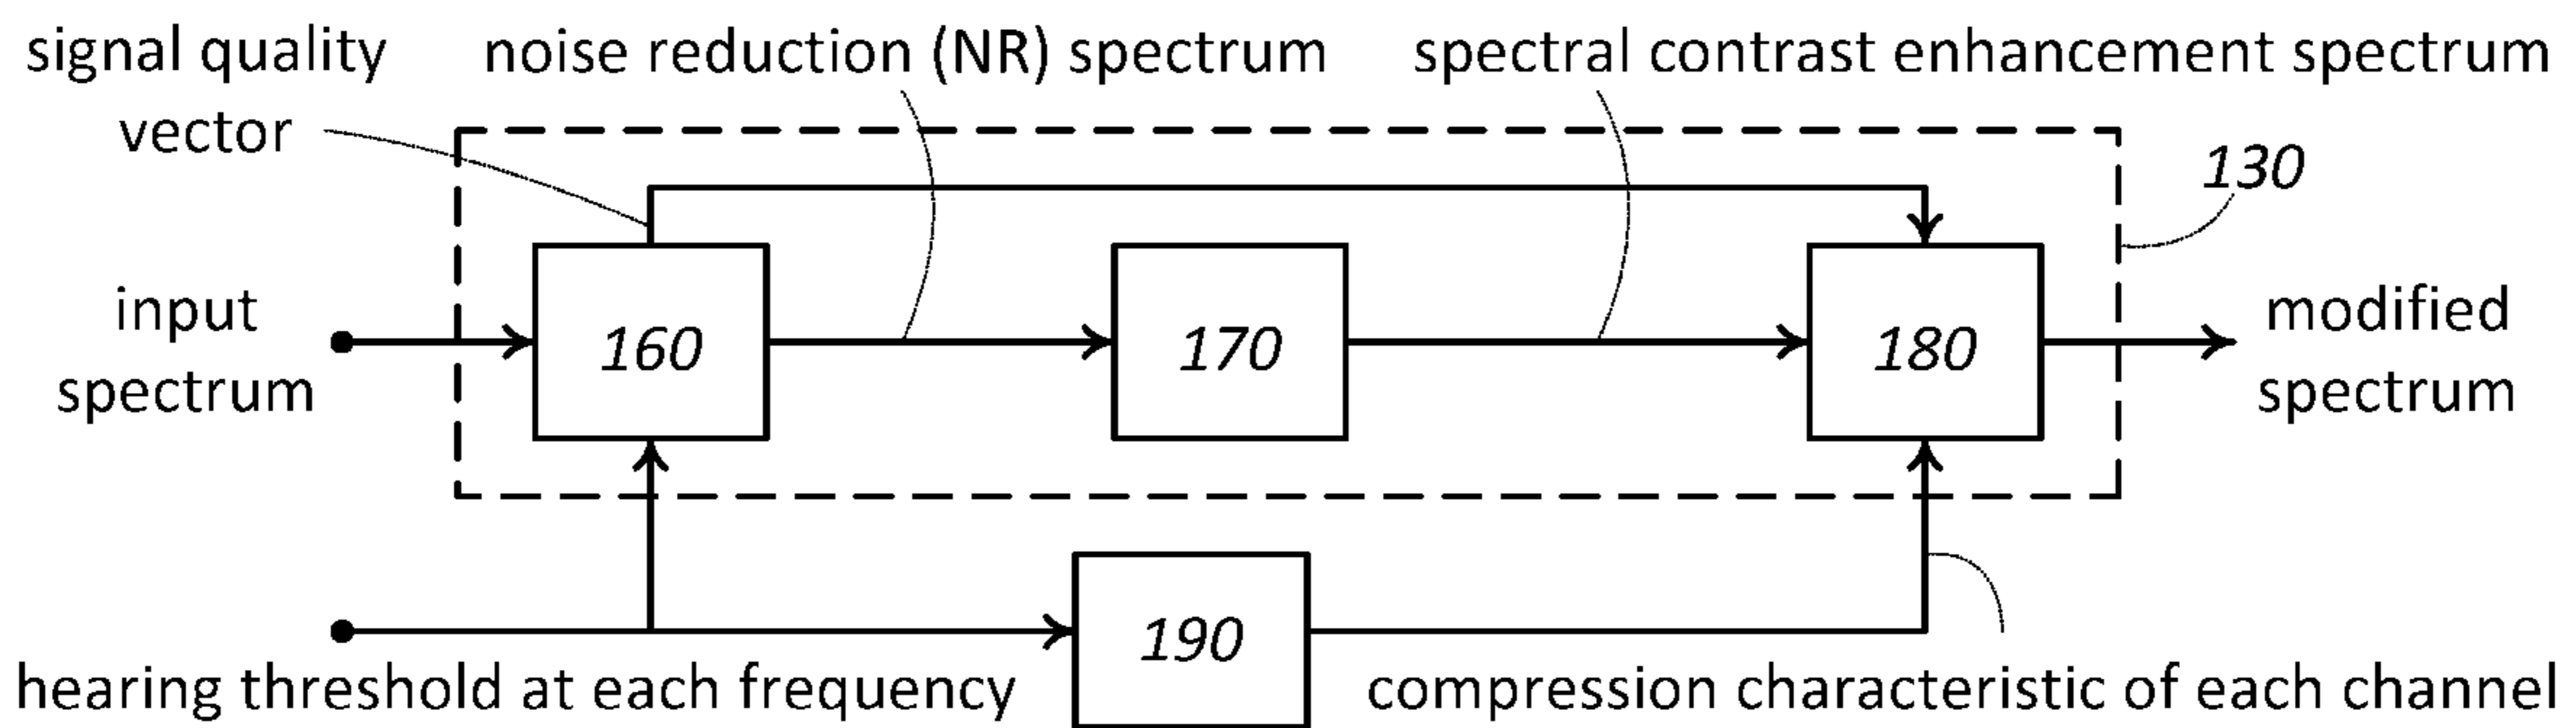 signal quality
vector
noise reduction (NR) spectrum
spectral contrast enhancement spectrum
130
input
spectrum
160
170
180
modified
spectrum
190
hearing threshold at each frequency
compression characteristic of each channel